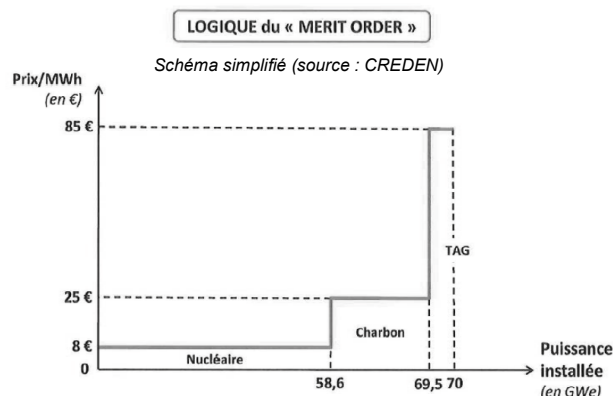 LOGIQUE du « MERIT ORDER »
Schéma simplifié (source : CREDEN)
Prix/MWh
(en €)
85 €
TAG
25 €
Charbon
8 €
Nucléaire
0
58,6
69,5
70
Puissance
installée
(en GWe)